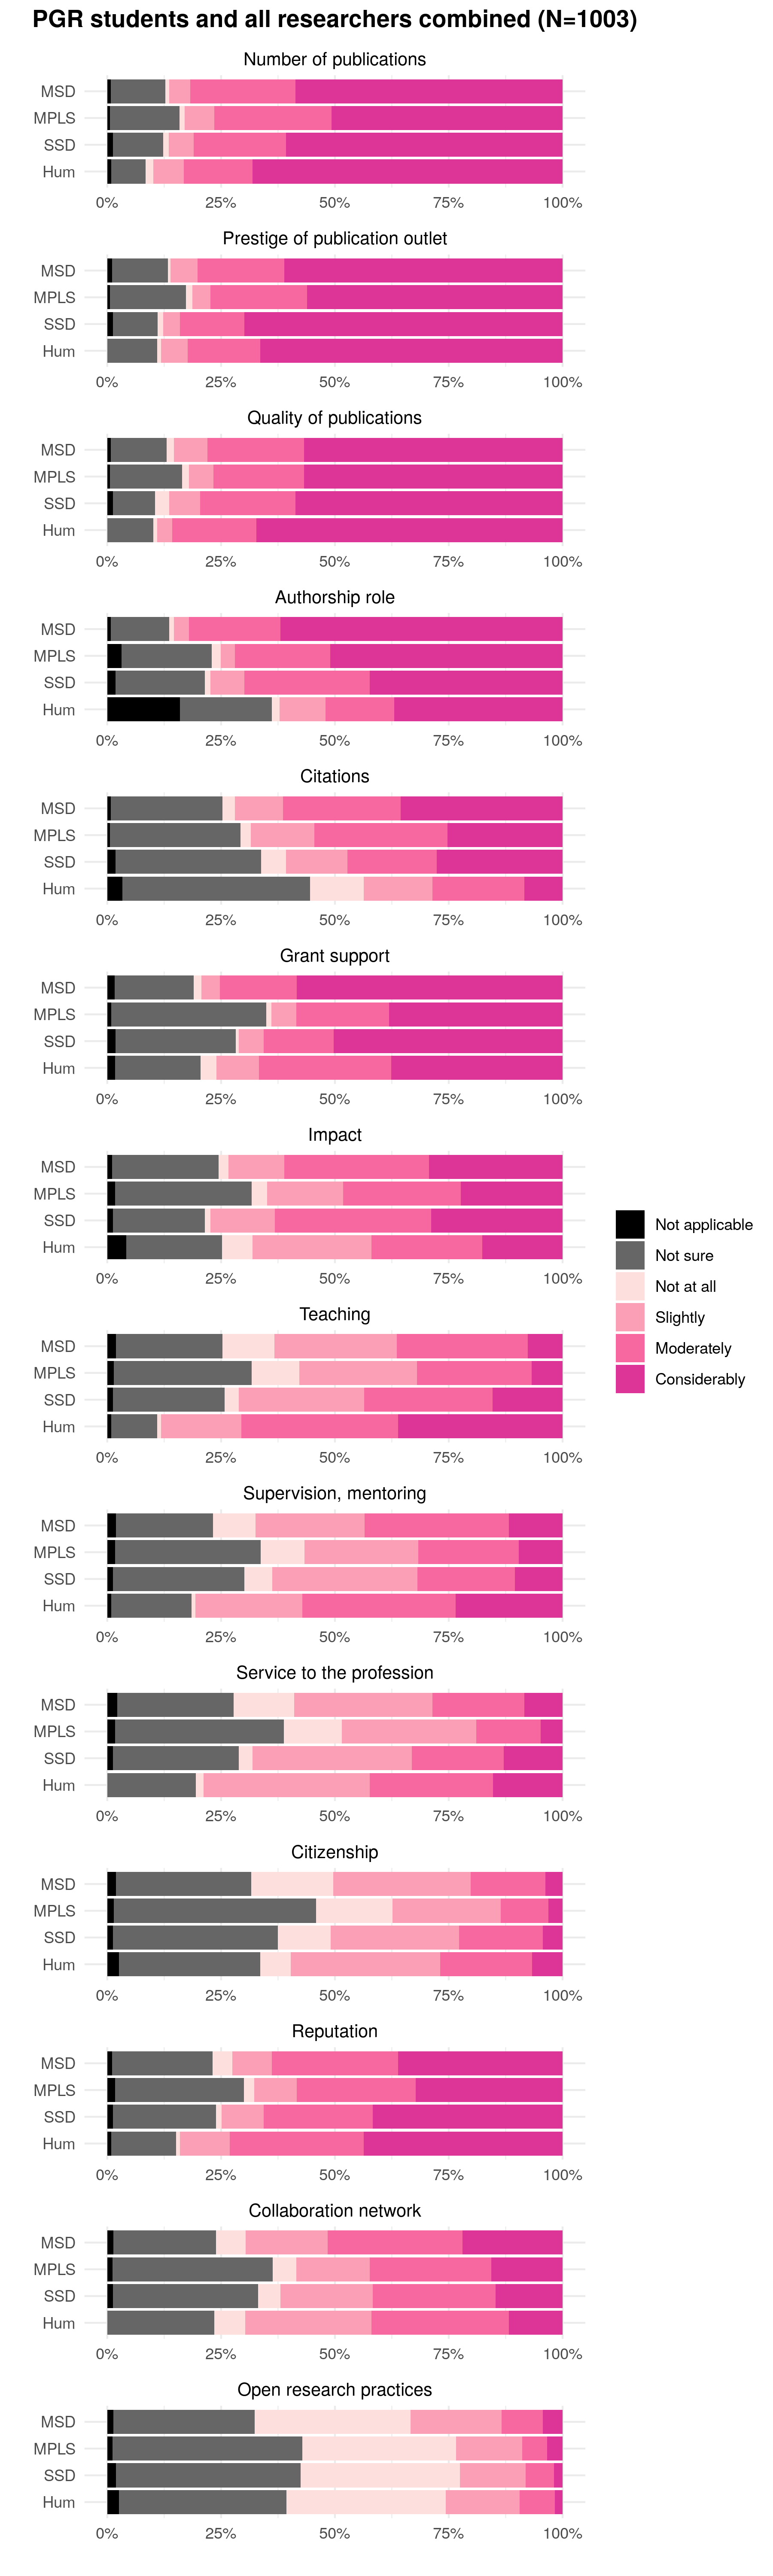 PGR students and all researchers combined (N=1003)
Number of publications
MSD
MPLS
SSD
Hum
0% 25% 50% 75% 100%
Prestige of publication outlet
MSD
MPLS
SSD
Hum
0% 25% 50% 75% 100%
Quality of publications
MSD
MPLS
SSD
Hum
0% 25% 50% 75% 100%
Authorship role
MSD
MPLS
SSD
Hum
0% 25% 50% 75% 100%
Citations
MSD
MPLS
SSD
Hum
0% 25% 50% 75% 100%
Grant support
MSD
MPLS
SSD
Hum
0% 25% 50% 75% 100%
Impact
MSD
MPLS
SSD
Hum
0% 25% 50% 75% 100%
Teaching
MSD
MPLS
SSD
Hum
0% 25% 50% 75% 100%
Supervision, mentoring
MSD
MPLS
SSD
Hum
0% 25% 50% 75% 100%
Service to the profession
MSD
MPLS
SSD
Hum
0% 25% 50% 75% 100%
Citizenship
MSD
MPLS
SSD
Hum
0% 25% 50% 75% 100%
Reputation
MSD
MPLS
SSD
Hum
0% 25% 50% 75% 100%
Collaboration network
MSD
MPLS
SSD
Hum
0% 25% 50% 75% 100%
Open research practices
MSD
MPLS
SSD
Hum
0% 25% 50% 75% 100%
Not applicable
Not sure
Not at all
Slightly
Moderately
Considerably